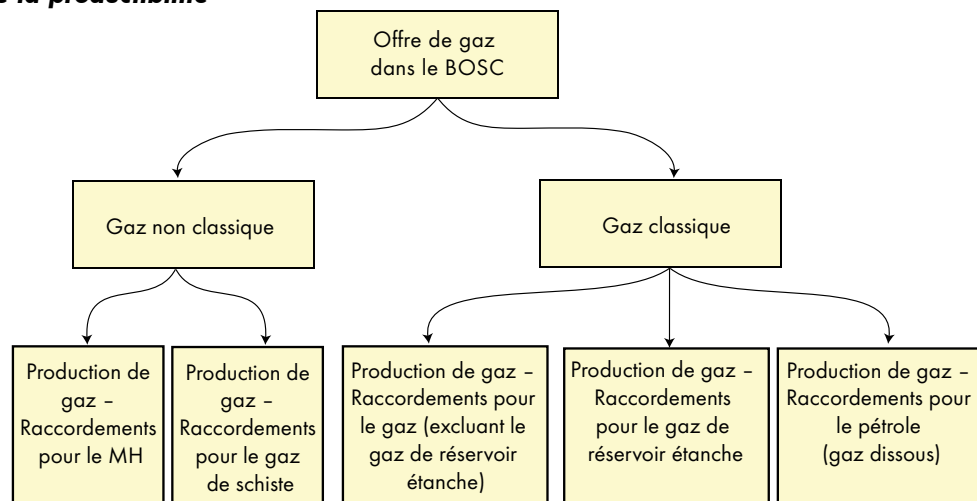 la productibilité
Offre de gaz
dans le BOSC
Gaz non classique
Gaz classique
Production de
gaz –
Raccordements
pour le MH
Production de
gaz –
Raccordements
pour le gaz
de schiste
Production de gaz –
Raccordements pour
le gaz (excluant le
gaz de réservoir
étanche)
Production de gaz –
Raccordements
pour le gaz de
réservoir étanche
Production de gaz –
Raccordements pour
le pétrole
(gaz dissous)